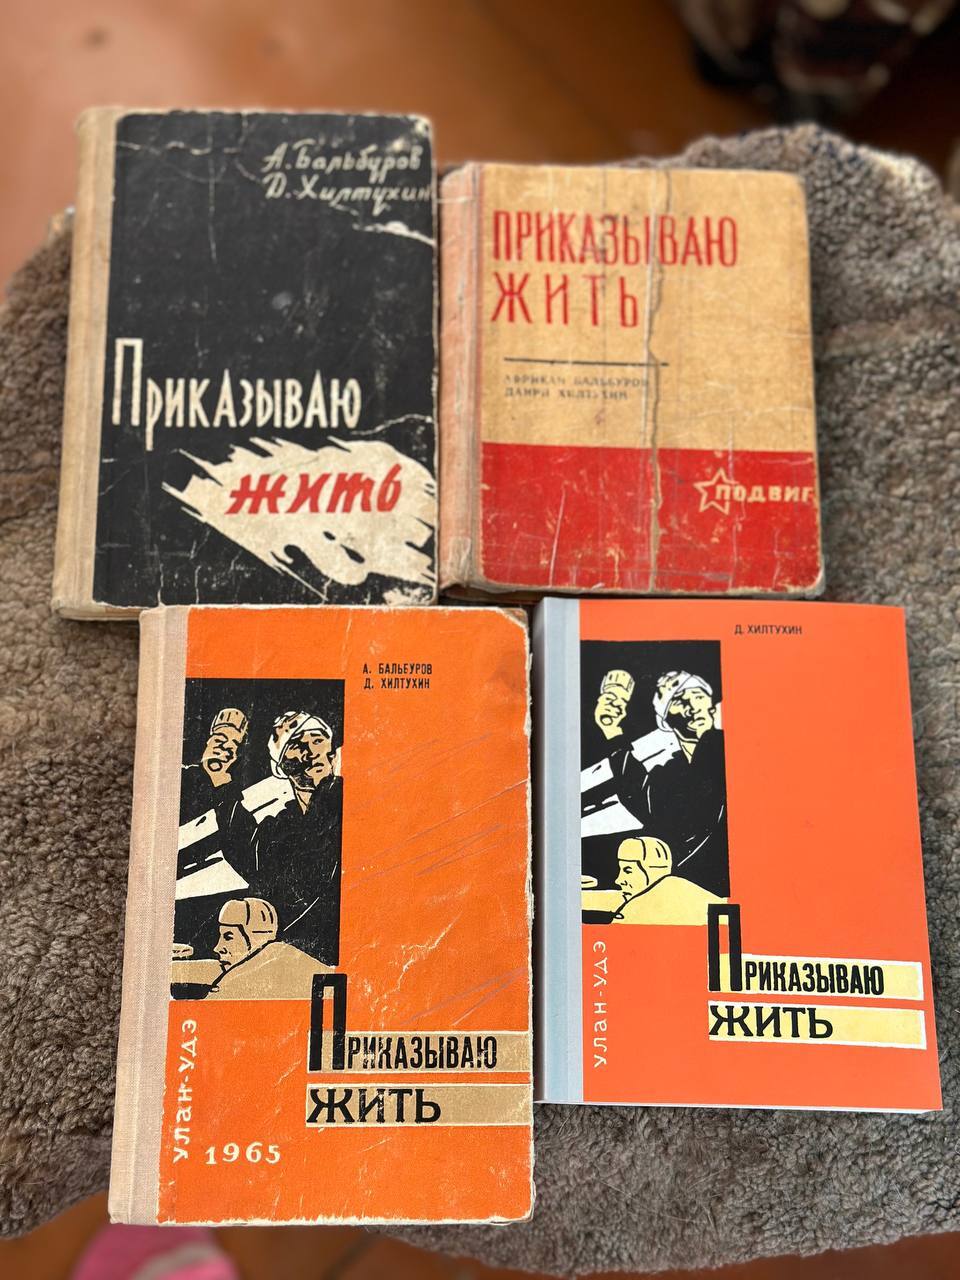 А. Бальбуров
Д. Хилтухин
Приказываю
жить
ПРИКАЗЫВАЮ
ЖИТЬ
АФРИКАН БАЛЬБУРОВ
ДАМРИ ХИЛТУХИН
ПОДВИГ
А. БАЛЬБУРОВ
Д. ХИЛТУХИН
ПРИКАЗЫВАЮ
ЖИТЬ
УЛАН-УДЭ
1965
Д. ХИЛТУХИН
ПРИКАЗЫВАЮ
ЖИТЬ
УЛАН-УДЭ